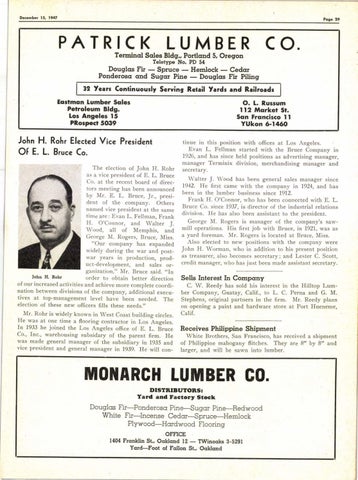 December 15, 1947
Page 29
PATRICK LUMBER CO.
Terminal Sales Bldg., Portland 5, Oregon
Teletype No. PD 54
Douglas Fir — Spruce — Hemlock — Cedar
Ponderosa and Sugar Pine — Douglas Fir Piling
32 Years Continuously Serving Retail Yards and Railroads
Eastman Lumber Sales
Petroleum Bldg.
Los Angeles 15
PRospect 5039
O. L. Russum
112 Market St.
San Francisco 11
YUkon 6-1460
John H. Rohr Elected Vice President
Of E. L. Bruce Co.
John H. Rohr
The election of John H. Rohr
as a vice president of E. L. Bruce
Co. at the recent board of direc-
tors meeting has been announced
by Mr. E. L. Bruce, Jr., presi-
dent of the company. Others
named vice president at the same
time are: Evan L. Fellman, Frank
H. O'Connor, and Walter J.
Wood, all of Memphis, and
George M. Rogers, Bruce, Miss.
"Our company has expanded
widely during the war and post-
war years in production, prod-
uct-development, and sales or-
ganization," Mr. Bruce said. "In
order to obtain better direction
of our increased activities and achieve more complete coordi-
nation between divisions of the company, additional execu-
tives at top-management level have been needed. The
election of these new officers fills these needs."
Mr. Rohr is widely known in West Coast building circles.
He was at one time a flooring contractor in Los Angeles.
In 1933 he joined the Los Angeles office of E. L. Bruce
Co., Inc., warehousing subsidiary of the parent firm. He
was made general manager of the subsidiary in 1935 and
vice president and general manager in 1939. He will con-
tinue in this position with offices at Los Angeles.
Evan L. Fellman started with the Bruce Company in
1926, and has since held positions as advertising manager,
manager Terminix division, merchandising manager and
secretary.
Walter J. Wood has been general sales manager since
1942. He first came with the company in 1924, and has
been in the lumber business since 1912.
Frank H. O'Connor, who has been connected with E. L.
Bruce Co. since 1937, is director of the industrial relations
division. He has also been assistant to the president.
George M. Rogers is manager of the company's saw-
mill operations. His first job with Bruce, in 1921, was as
a yard foreman. Mr. Rogers is located at Bruce, Miss.
Also elected to new positions with the company were
John H. Worman, who in addition to his present position
as treasurer, also becomes secretary; and Lester C. Scott,
credit manager, who has just been made assistant secretary.
Sells Interest In Company
C. W. Reedy has sold his interest in the Hilltop Lum-
ber Company, Gustay, Calif., to L. C. Perna and G. M.
Stephens, original partners in the firm. Mr. Reedy plans
on opening a paint and hardware store at Port Hueneme,
Calif.
Receives Philippine Shipment
White Brothers, San Francisco, has received a shipment
of Philippine mahogany flitches. They are 8" by 8" and
larger, and will be sawn into lumber.
MONARCH LUMBER CO.
DISTRIBUTORS:
Yard and Factory Stock
Douglas Fir—Ponderosa Pine—Sugar Pine—Redwood
White Fir—Incense Cedar—Spruce—Hemlock
Plywood—Hardwood Flooring
OFFICE
1404 Franklin St., Oakland 12 — TWinoaks 3-5291
Yard—Foot of Fallon St., Oakland